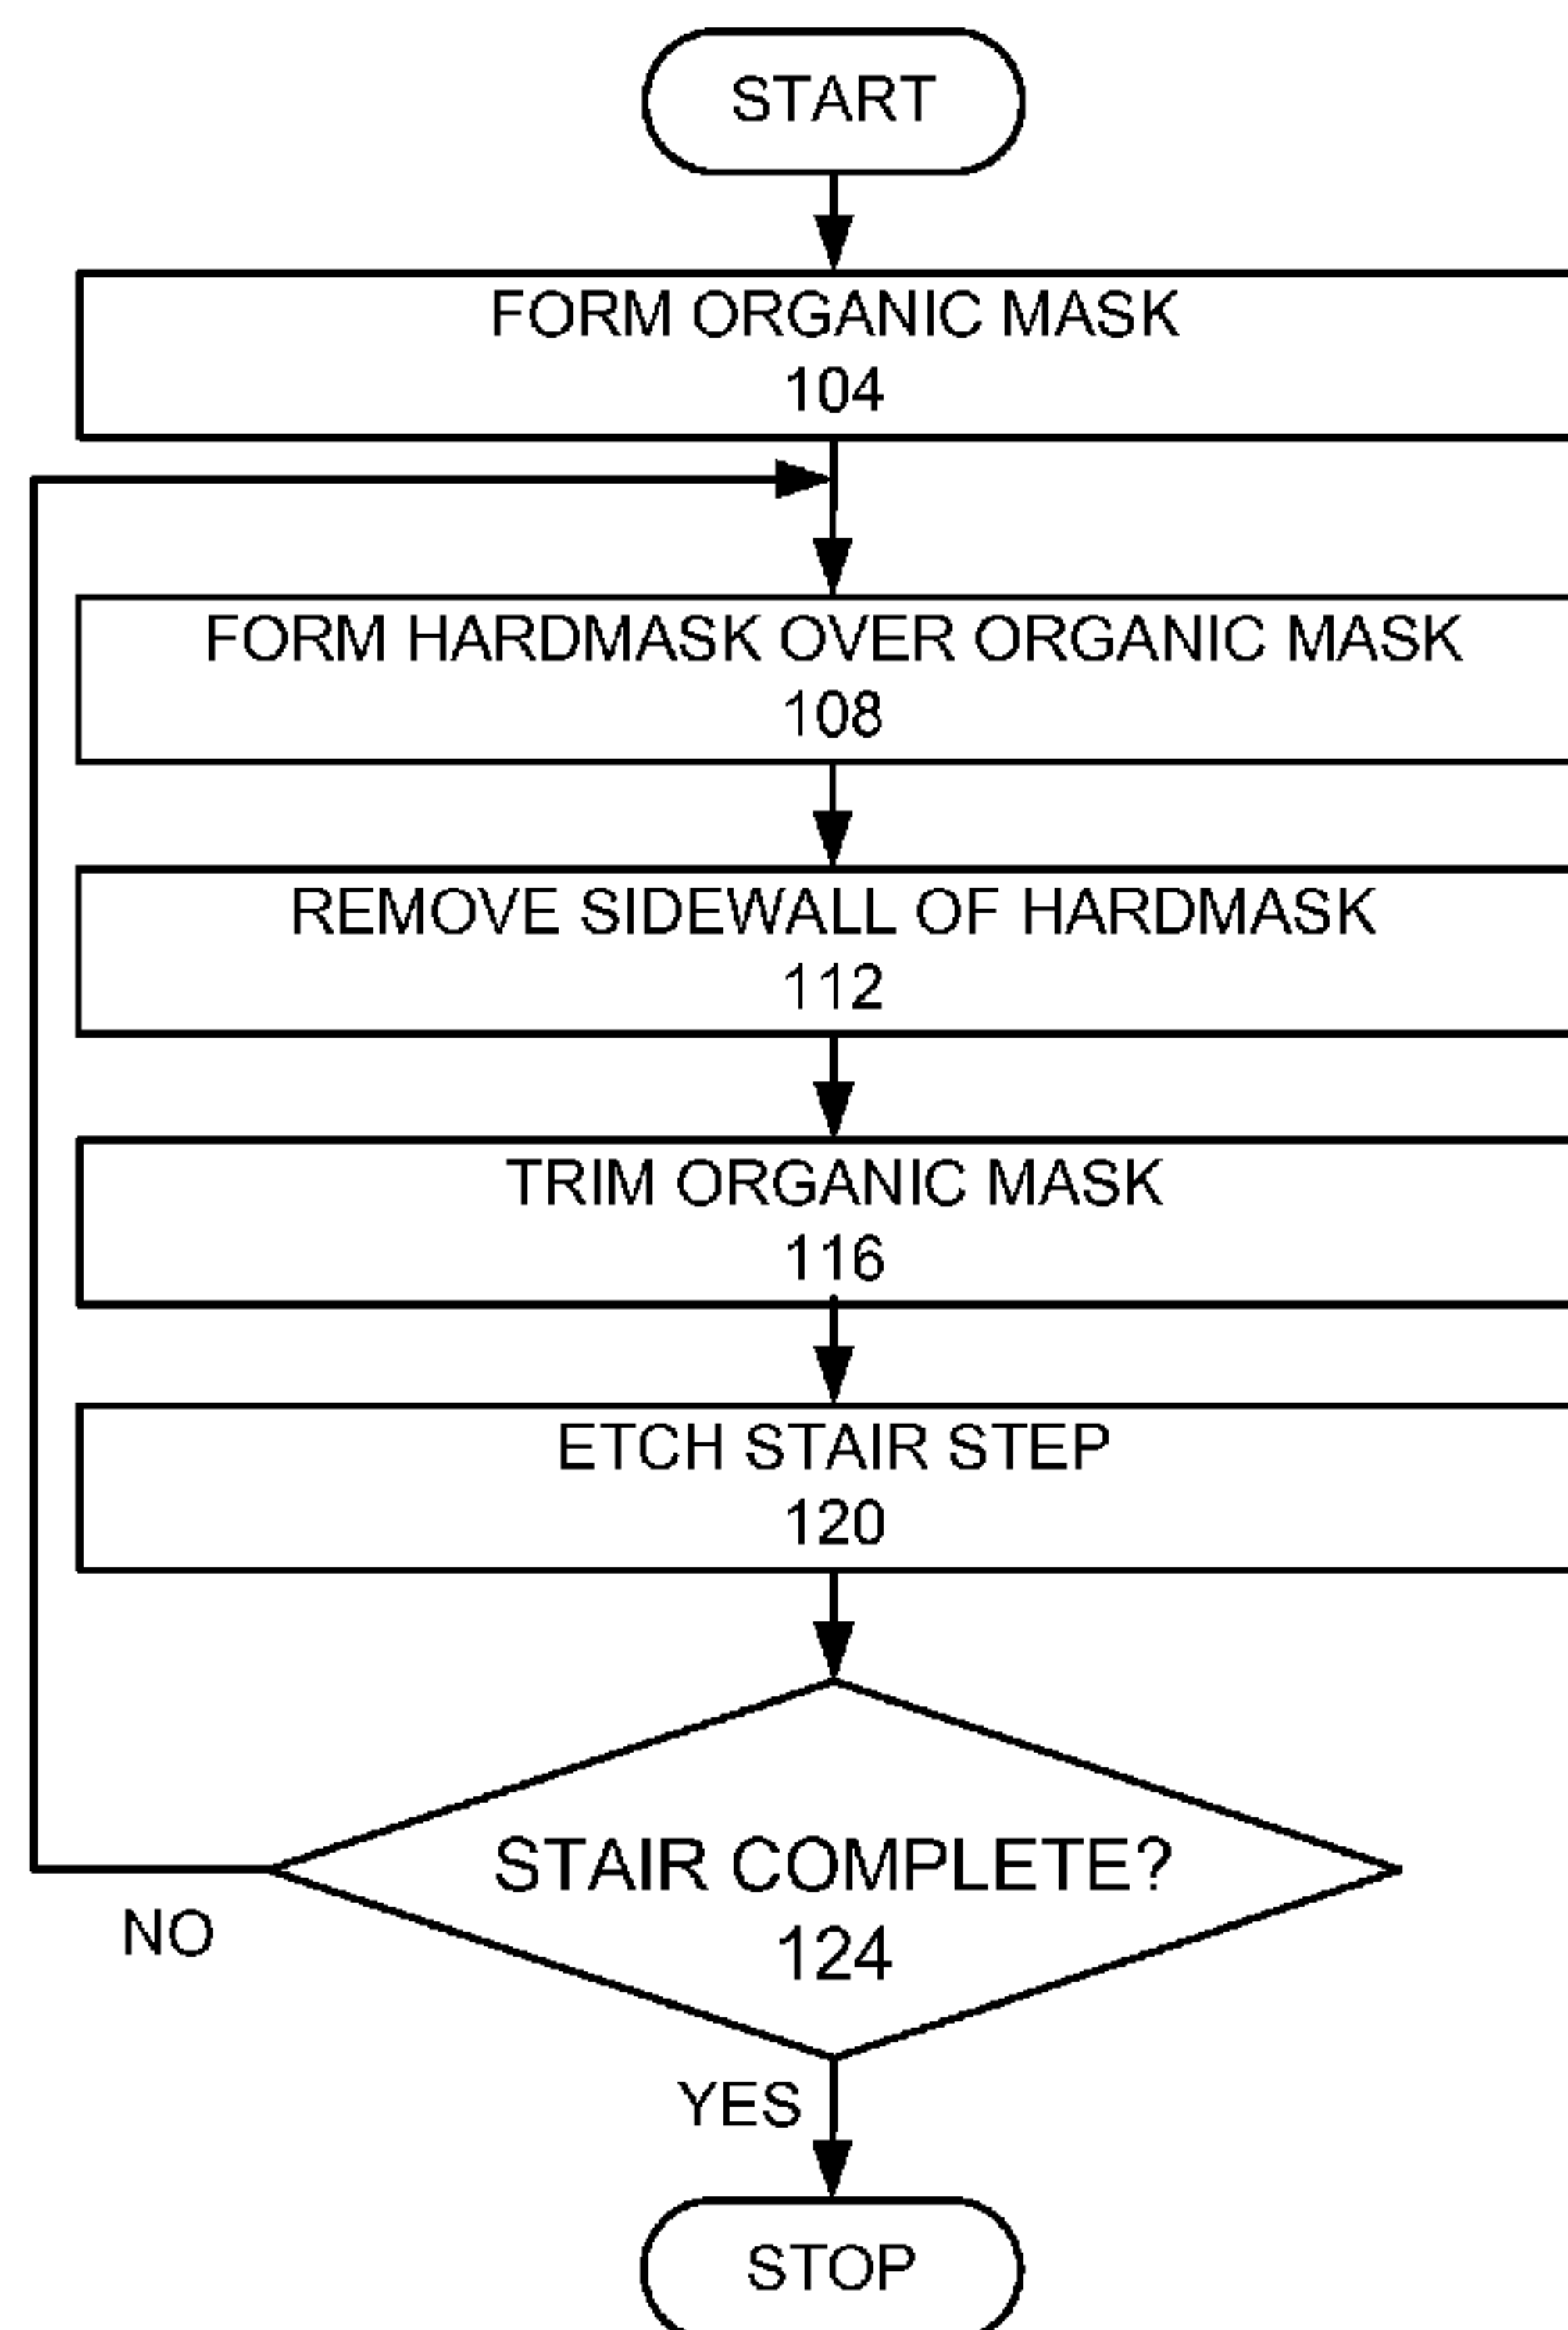 START
FORM ORGANIC MASK
104
FORM HARDMASK OVER ORGANIC MASK
108
REMOVE SIDEWALL OF HARDMASK
112
TRIM ORGANIC MASK
116
ETCH STAIR STEP
120
STAIR COMPLETE?
124
NO
YES
STOP